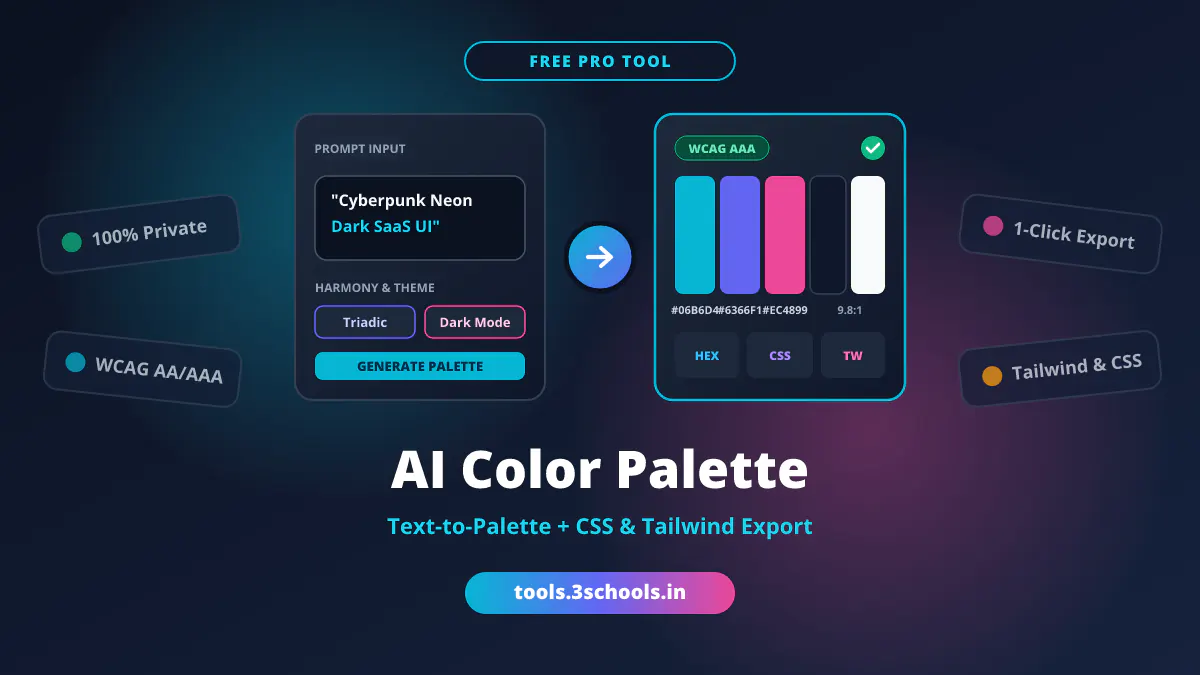 FREE PRO TOOL
PROMPT INPUT
"Cyberpunk Neon
Dark SaaS UI"
HARMONY & THEME
Triadic
Dark Mode
GENERATE PALETTE
WCAG AAA
#06B6D4#6366F1#EC4899
9.8:1
HEX
CSS
TW
100% Private
WCAG AA/AAA
1-Click Export
Tailwind & CSS
AI Color Palette
Text-to-Palette + CSS & Tailwind Export
tools.3schools.in